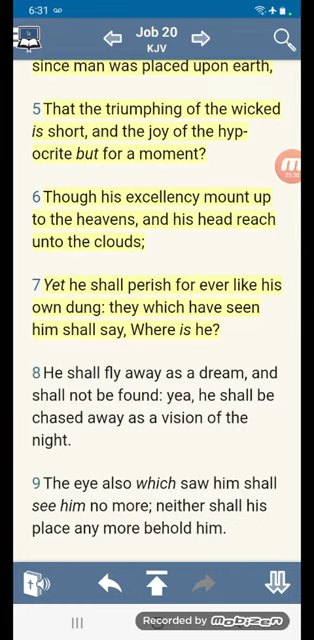 6:31
Job 20
KJV
since man was placed upon earth,
5 That the triumphing of the wicked
is short, and the joy of the hyp-
ocrite but for a moment?
6 Though his excellency mount up
to the heavens, and his head reach
unto the clouds;
7 Yet he shall perish for ever like his
own dung: they which have seen
him shall say, Where is he?
8 He shall fly away as a dream, and
shall not be found: yea, he shall be
chased away as a vision of the
night.
9 The eye also which saw him shall
see him no more; neither shall his
place any more behold him.
Recorded by mobizen